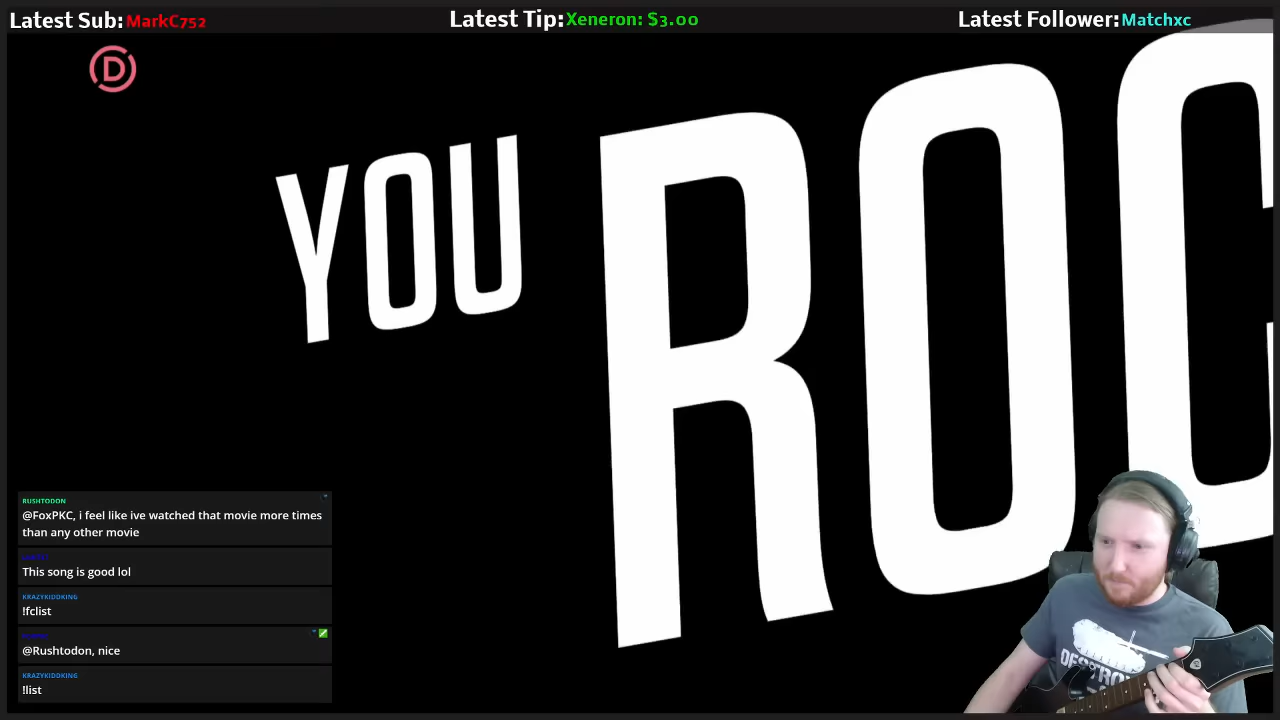 Latest Sub: MarkC752
Latest Tip: Xeneron: $3.00
Latest Follower: Matchxc
D
YOU ROC
RUSHTODON
@FoxPKC, i feel like ive watched that movie more times
than any other movie
This song is good lol
KRAZYKIDDKING
!fclist
@Rushtodon, nice
KRAZYKIDDKING
!list